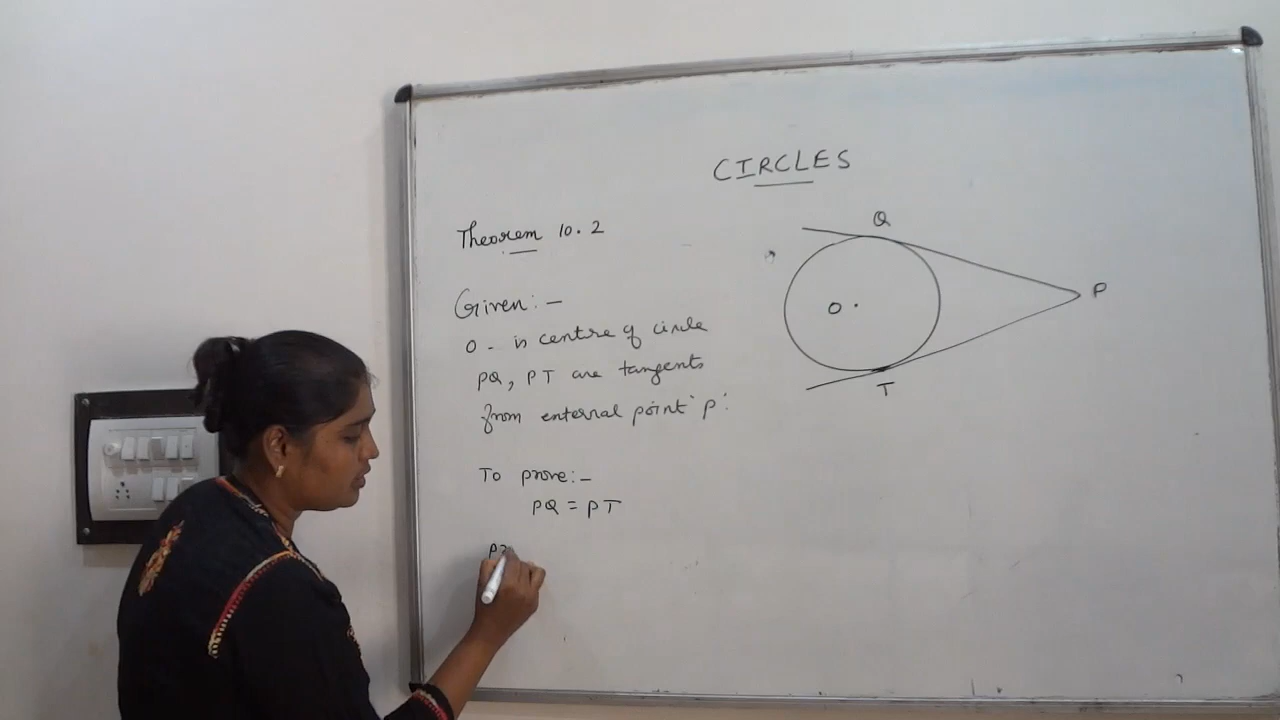 CIRCLES
Theorem 10.2
Given:-
O - is centre of circle
PQ, PT are tangents
from enternal point 'P'.
To prove:-
PQ = PT
Q
O
P
T